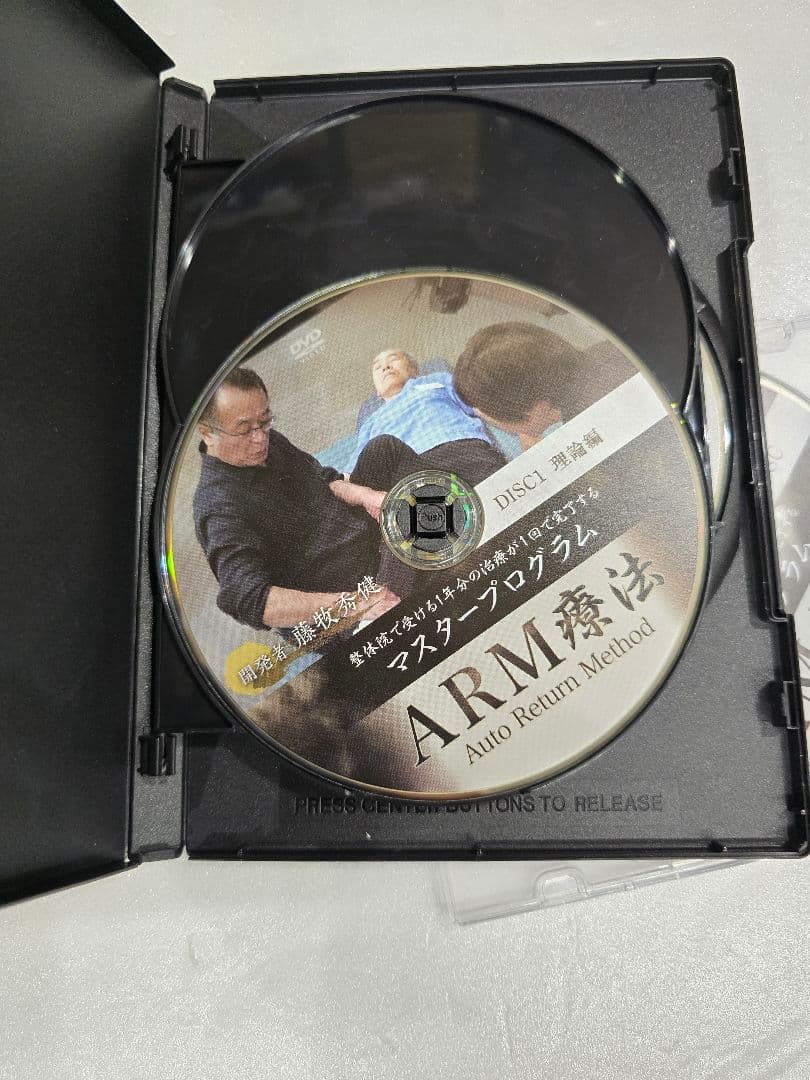 DVD
DISC1 理論編
開発者 藤牧秀健
整体院で受ける1年分の治療が1回で完了する
マスタープログラム
ARM療法
Auto Return Method
PUSH
PRESS CENTER BUTTONS TO RELEASE